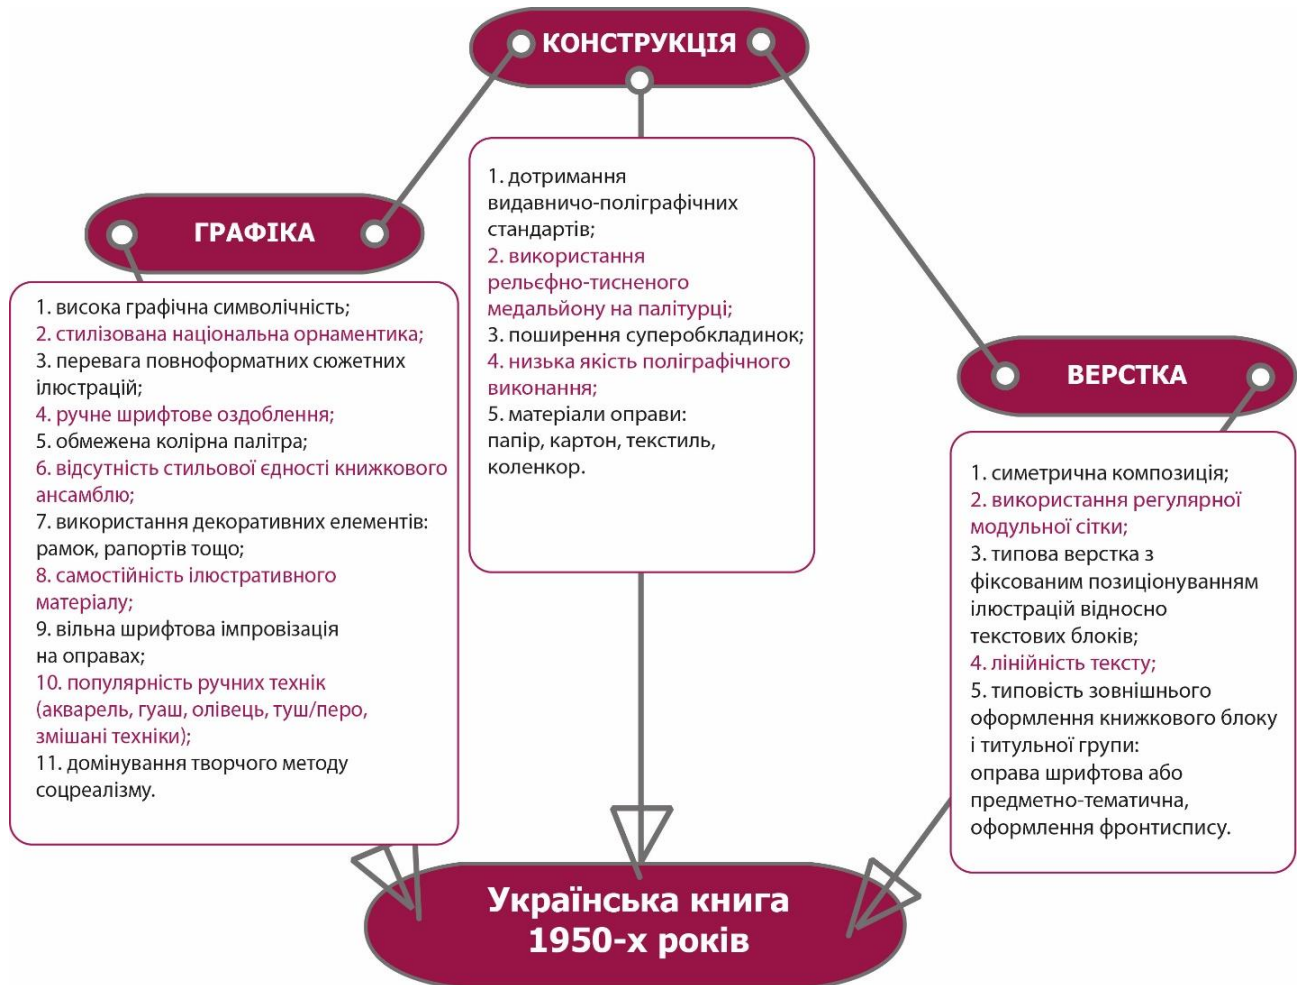 КОНСТРУКЦІЯ
1. дотримання
видавничо-поліграфічних
стандартів;
2. використання
рельєфно-тисненого
медальйону на палітурці;
3. поширення суперобкладинок;
4. низька якість поліграфічного
виконання;
5. матеріали оправи:
папір, картон, текстиль,
коленкор.
ГРАФІКА
1. висока графічна символічність;
2. стилізована національна орнаментика;
3. перевага повноформатних сюжетних
ілюстрацій;
4. ручне шрифтове оздоблення;
5. обмежена колірна палітра;
6. відсутність стильової єдності книжкового
ансамблю;
7. використання декоративних елементів:
рамок, рапортів тощо;
8. самостійність ілюстративного
матеріалу;
9. вільна шрифтова імпровізація
на оправах;
10. популярність ручних технік
(акварель, гуаш, олівець, туш/перо,
змішані техніки);
11. домінування творчого методу
соцреалізму.
ВЕРСТКА
1. симетрична композиція;
2. використання регулярної
модульної сітки;
3. типова верстка з
фіксованим позиціонуванням
ілюстрацій відносно
текстових блоків;
4. лінійність тексту;
5. типовість зовнішнього
оформлення книжкового блоку
і титульної групи:
оправа шрифтова або
предметно-тематична,
оформлення фронтиспису.
Українська книга
1950-х років